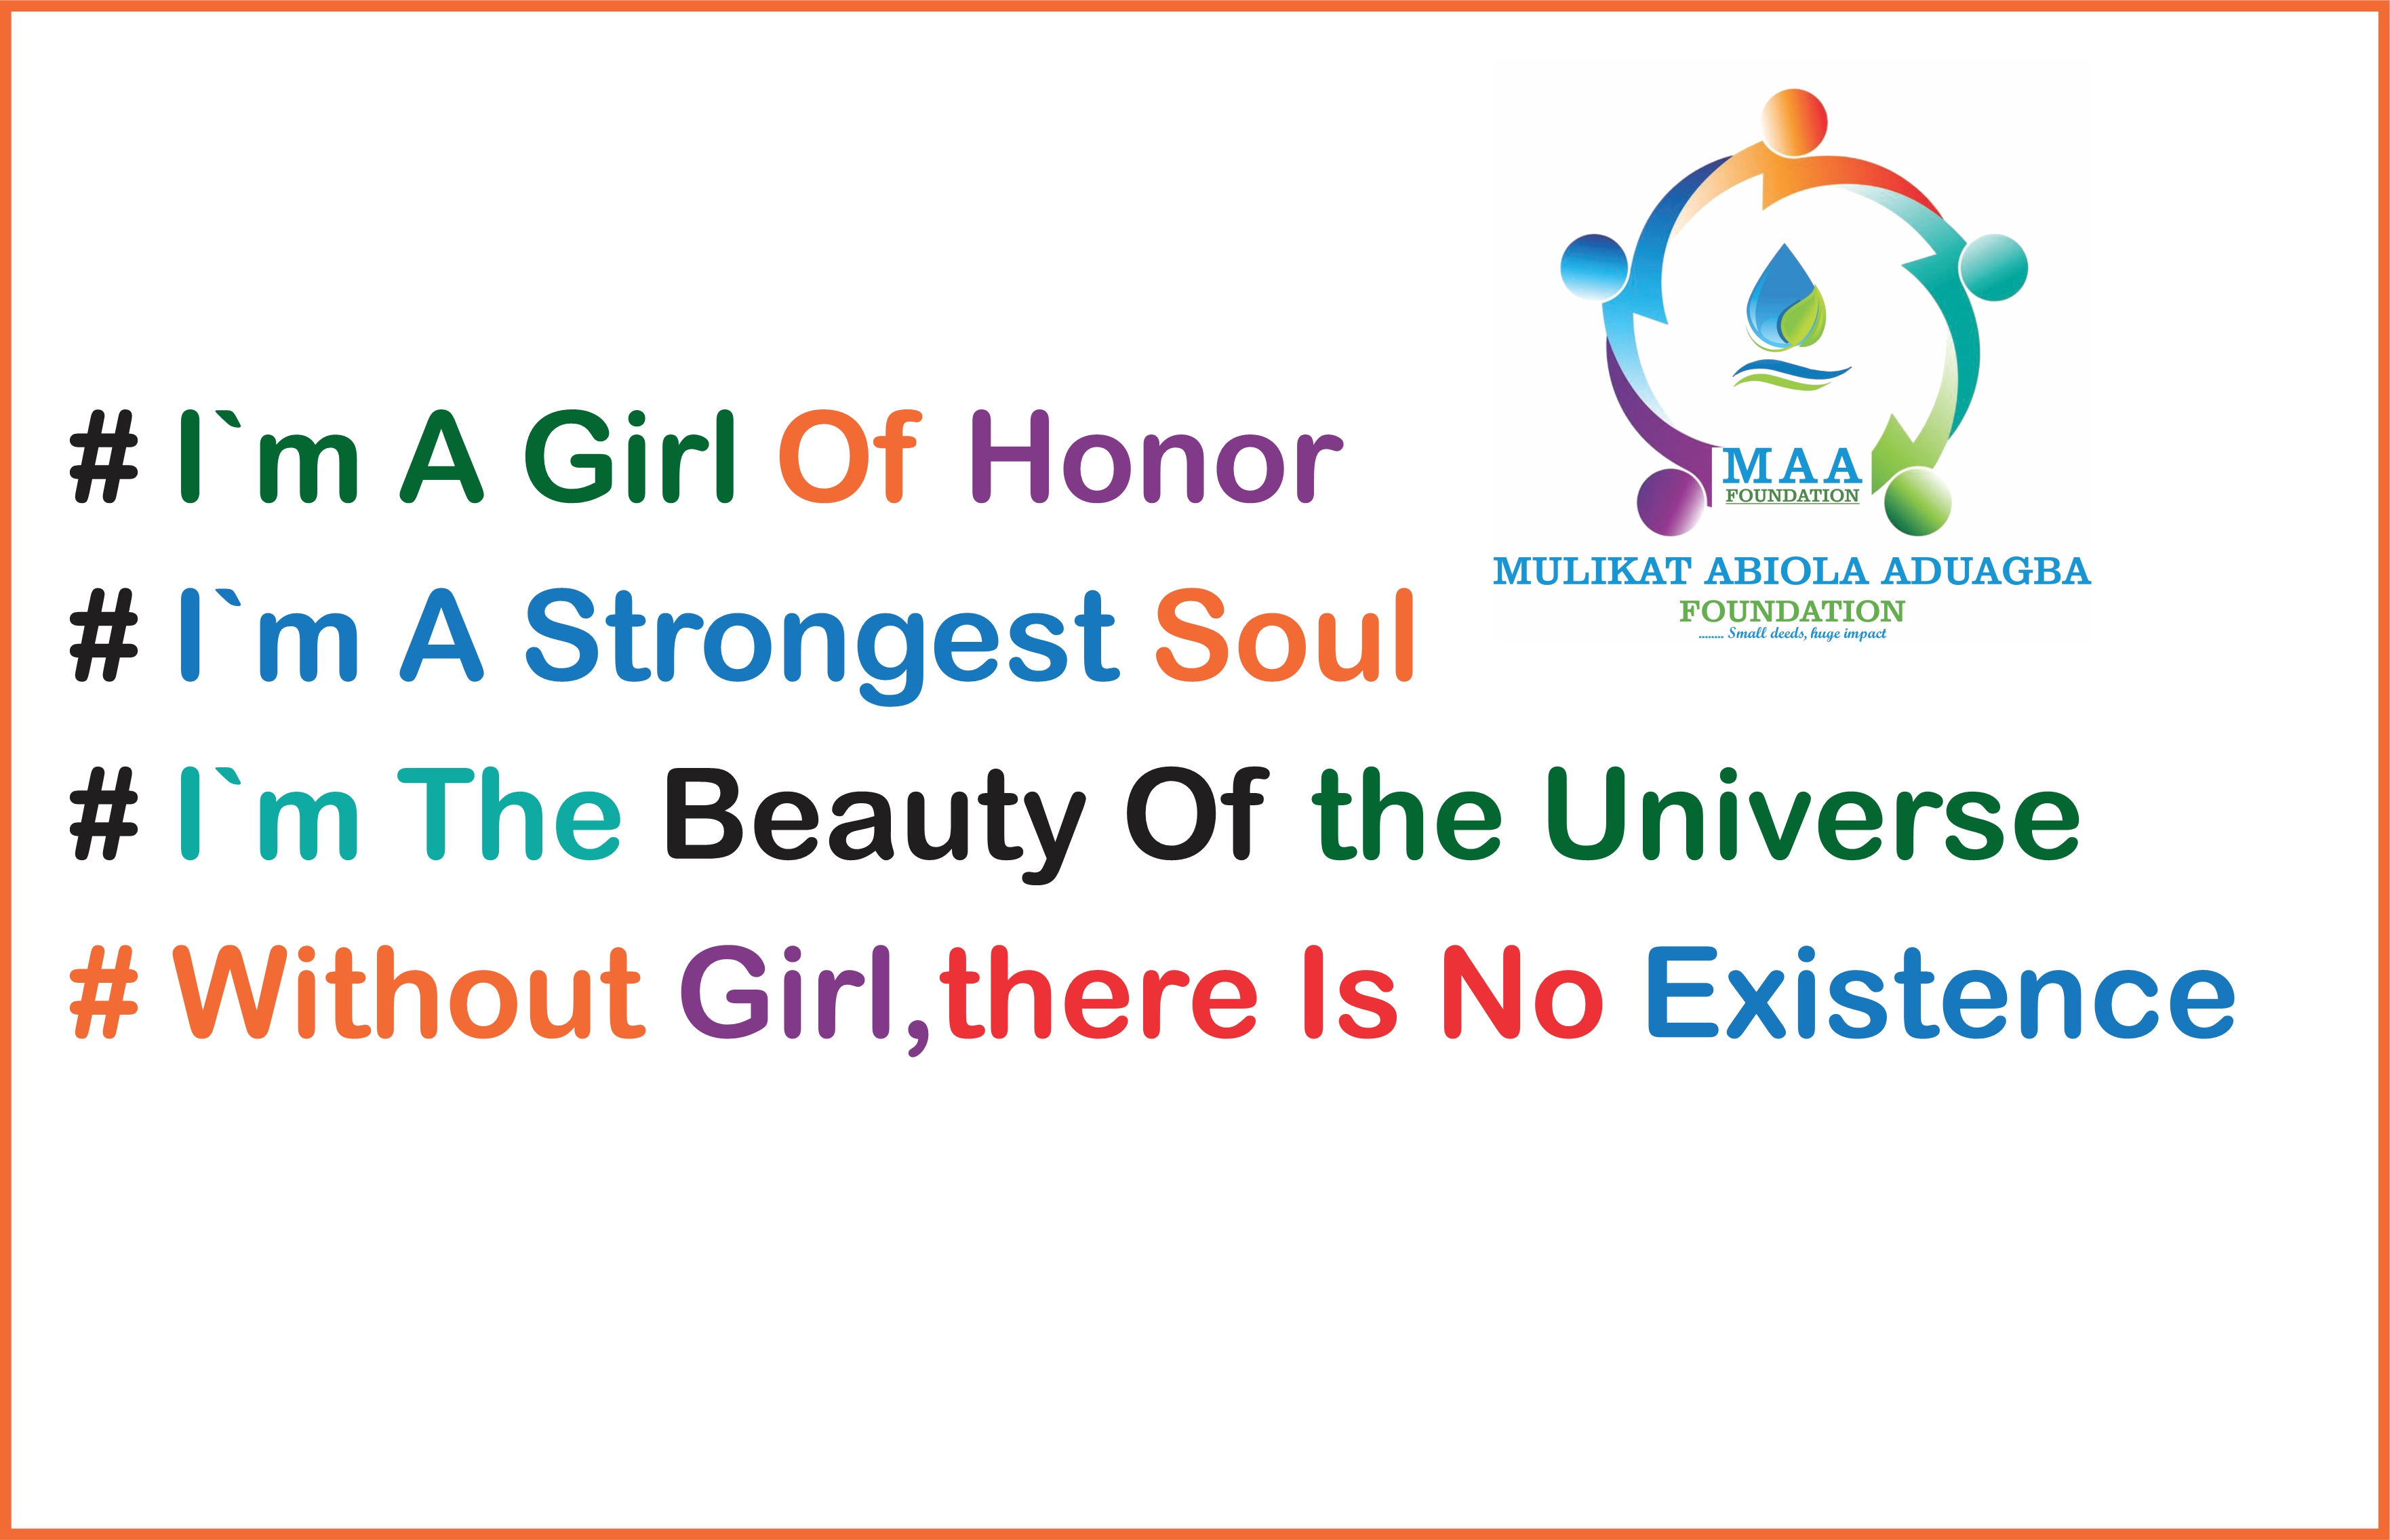 MAA
FOUNDATION
MULIKAT ABIOLA ADUAGBA
FOUNDATION
........ Small deeds, huge impact
# I`m A Girl Of Honor
# I`m A Strongest Soul
# I`m The Beauty Of the Universe
# Without Girl,there Is No Existence